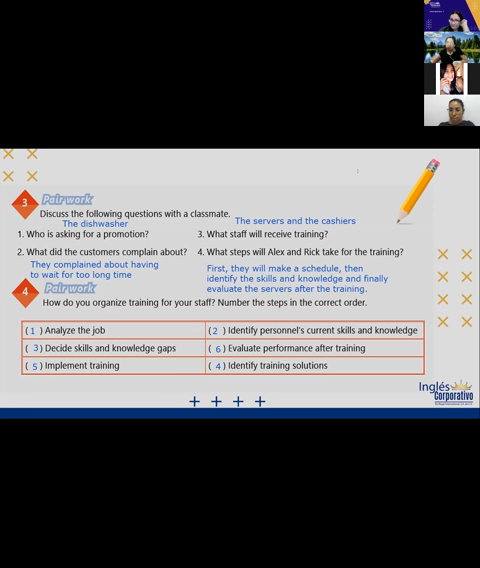 3 Pairwork
Discuss the following questions with a classmate.
The dishwasher
The servers and the cashiers
1. Who is asking for a promotion?
3. What staff will receive training?
2. What did the customers complain about?
4. What steps will Alex and Rick take for the training?
They complained about having
to wait for too long time
First, they will make a schedule, then
identify the skills and knowledge and finally
evaluate the servers after the training.
4 Pairwork
How do you organize training for your staff? Number the steps in the correct order.
( 1 ) Analyze the job
( 2 ) Identify personnel's current skills and knowledge
( 3 ) Decide skills and knowledge gaps
( 6 ) Evaluate performance after training
( 5 ) Implement training
( 4 ) Identify training solutions
Inglés
Corporativo